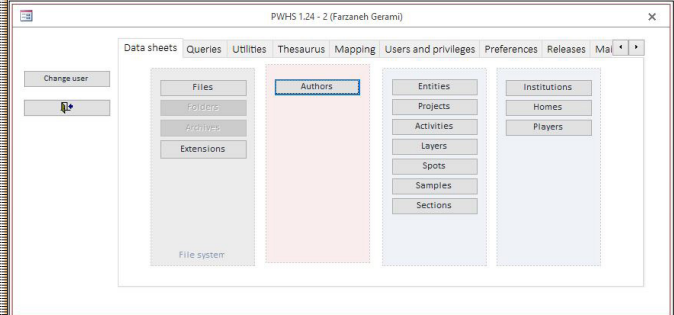 PWHS 1.24 - 2 (Farzaneh Gerami)
Data sheets Queries Utilities Thesaurus Mapping Users and privileges Preferences Releases Mai
Change user
Files
Folders
Archives
Extensions
File system
Authors
Entities
Projects
Activities
Layers
Spots
Samples
Sections
Institutions
Homes
Players